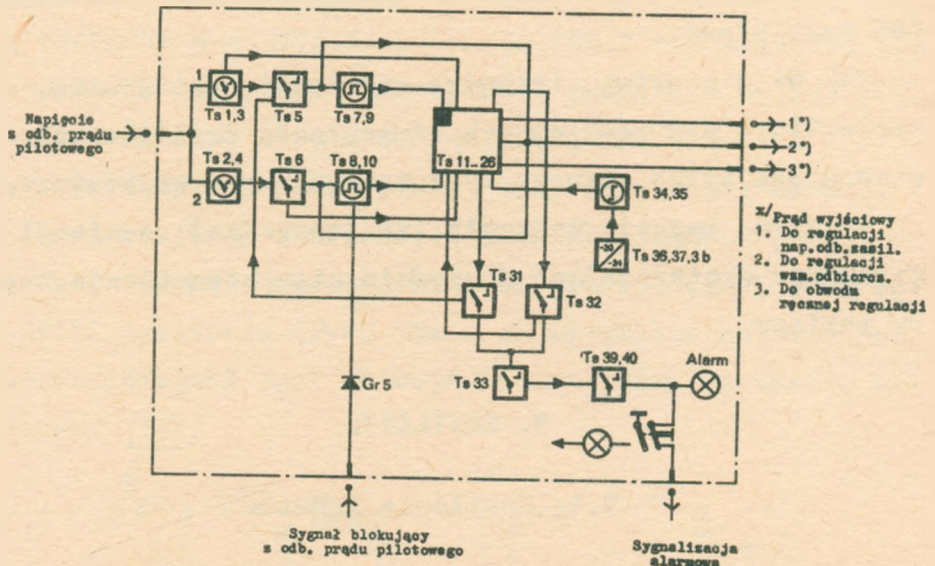 1
Ts 1,3
Ts 5
Ts 7,9
Napięcie
z odb. prądu
pilotowego
Ts 2,4
2
Ts 6
Ts 8,10
Ts 11...26
1*)
2*)
3*)
Ts 34,35
-20
-24
Ts 36,37,3b
x/
Prąd wyjściowy
1. Do regulacji
nap.odb.zasil.
2. Do regulacji
wzm.odbiorcz.
3. Do obwodu
ręcznej regulacji
Ts 31
Ts 32
Ts 33
Ts 39,40
Alarm
Gr 5
Sygnał blokujący
z odb. prądu pilotowego
Sygnalizacja
alarmowa